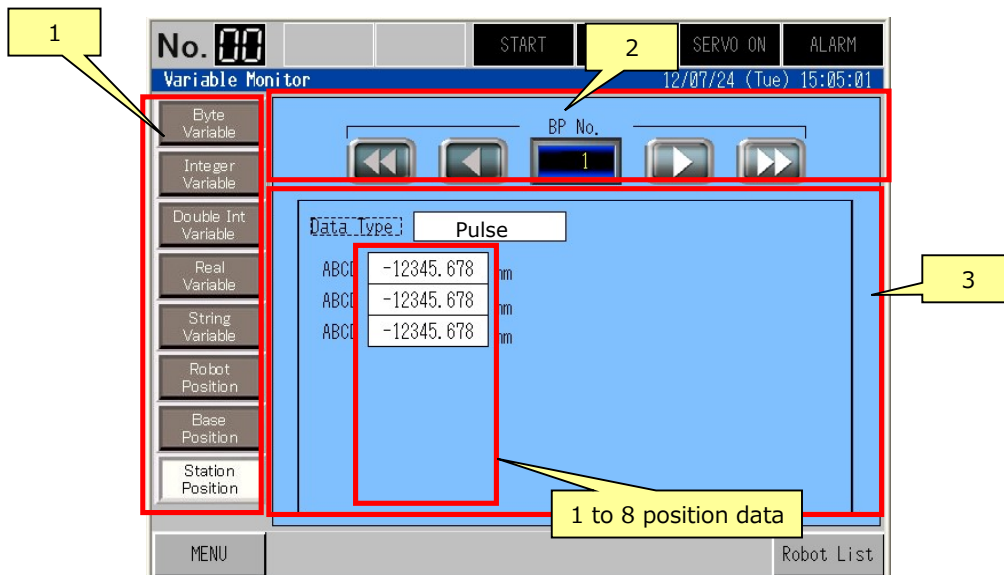 1
No. 00
START
2
SERVO ON
ALARM
Variable Monitor
12/07/24 (Tue) 15:05:01
Byte
Variable
BP No.
1
Integer
Variable
Double Int
Variable
Data Type:
Pulse
Real
Variable
ABCD
-12345.678
mm
3
ABCD
-12345.678
mm
String
Variable
ABCD
-12345.678
mm
Robot
Position
Base
Position
Station
Position
1 to 8 position data
MENU
Robot List